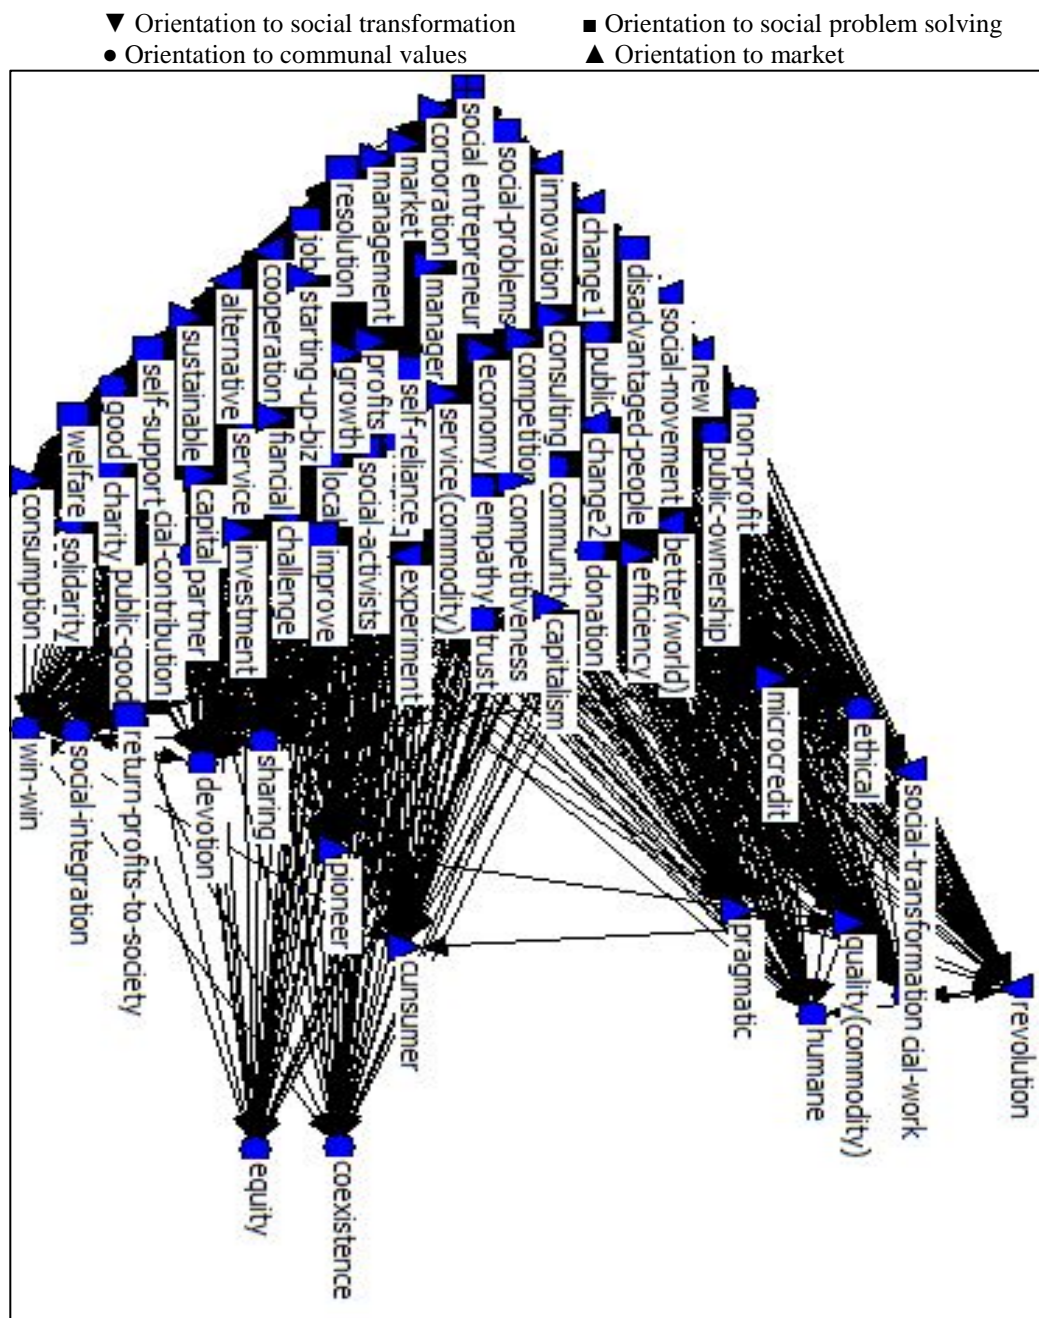 ▼ Orientation to social transformation ■ Orientation to social problem solving
● Orientation to communal values ▲ Orientation to market
social entrepreneur
corporation
social-problems
market
innovation
management
resolution
change1
job
disadvantaged-people
cooperation
manager
starting-up-biz
alternative
social-movement
sustainable
consulting
public
profits
competition
self-support
growth
economy
new
self-reliance
good
service(commodity)
non-profit
welfare
financial
change2
public-ownership
service
social-activists
local
community
charity
capital
consumption
competitiveness
empathy
solidarity
cial-contribution
public-good
partner
investment
challenge
improve
experiment
donation
efficiency
better(world)
capitalism
trust
microcredit
ethical
return-profits-to-society
win-win
social-integration
sharing
devotion
social-transformation
pioneer
pragmatic
quality(commodity)
cunsumer
cial-work
revolution
humane
equity
coexistence